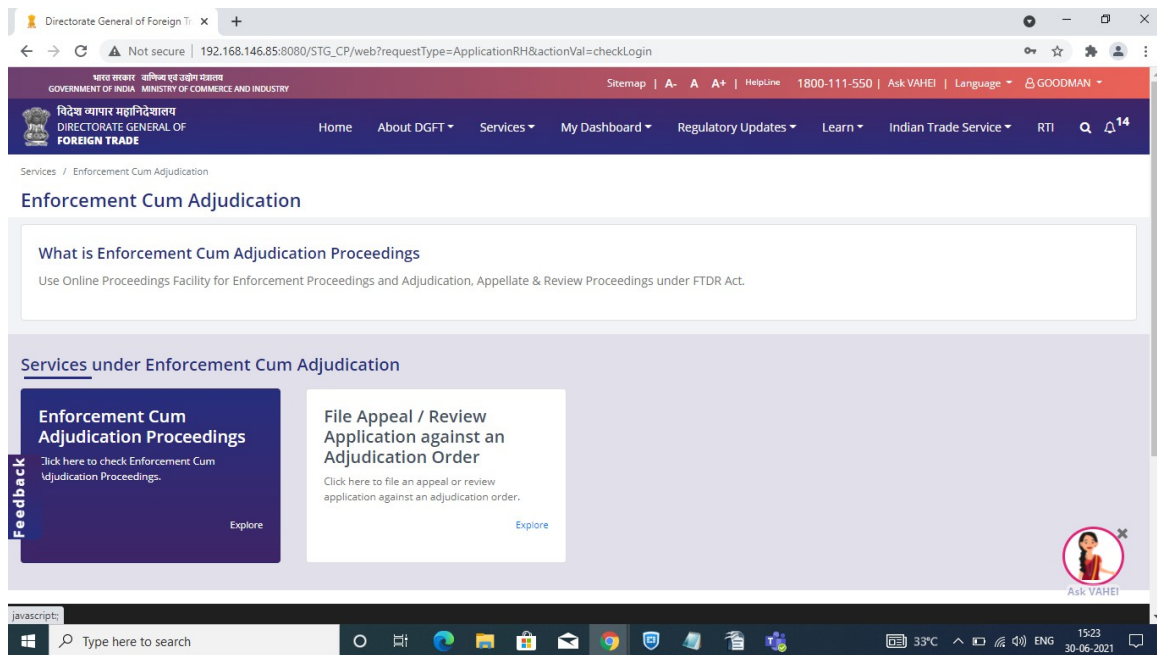 Directorate General of Foreign Tr
Not secure | 192.168.146.85:8080/STG_CP/web?requestType=ApplicationRH&actionVal=checkLogin
भारत सरकार वाणिज्य एवं उद्योग मंत्रालय
GOVERNMENT OF INDIA MINISTRY OF COMMERCE AND INDUSTRY
Sitemap | A- A A+ | HelpLine 1800-111-550 | Ask VAHEI | Language GOODMAN
विदेश व्यापार महानिदेशालय
DIRECTORATE GENERAL OF
FOREIGN TRADE
Home About DGFT Services My Dashboard Regulatory Updates Learn Indian Trade Service RTI 14
Services / Enforcement Cum Adjudication
Enforcement Cum Adjudication
What is Enforcement Cum Adjudication Proceedings
Use Online Proceedings Facility for Enforcement Proceedings and Adjudication, Appellate & Review Proceedings under FTDR Act.
Services under Enforcement Cum Adjudication
Enforcement Cum
Adjudication Proceedings
Click here to check Enforcement Cum
Adjudication Proceedings.
Explore
File Appeal / Review
Application against an
Adjudication Order
Click here to file an appeal or review
application against an adjudication order.
Explore
Feedback
Ask VAHEI
javascript:;
Type here to search
33°C ENG 15:23
30-06-2021